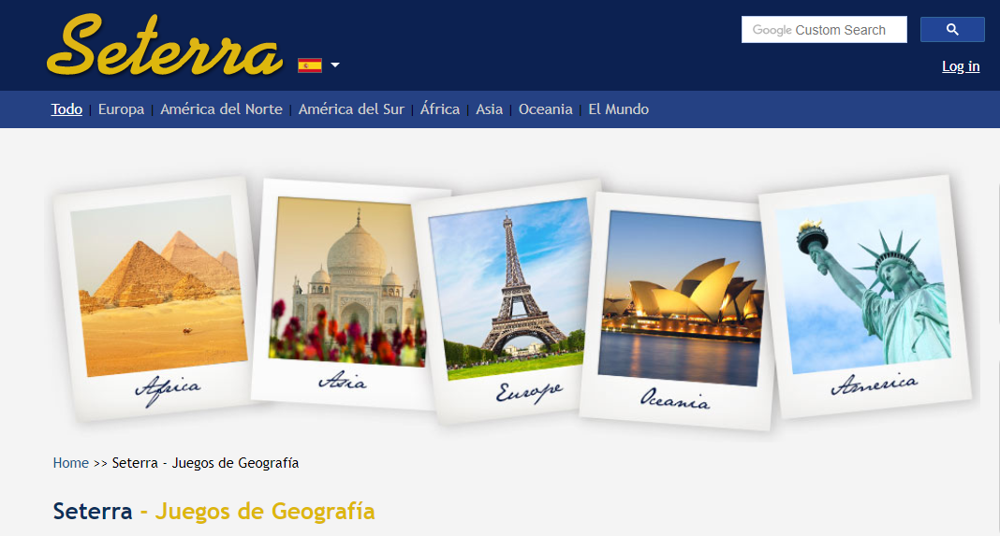 Seterra
Google Custom Search
Log in
Todo | Europa | América del Norte | América del Sur | África | Asia | Oceania | El Mundo
Africa
Asia
Europe
Oceania
America
Home >> Seterra - Juegos de Geografía
Seterra - Juegos de Geografía